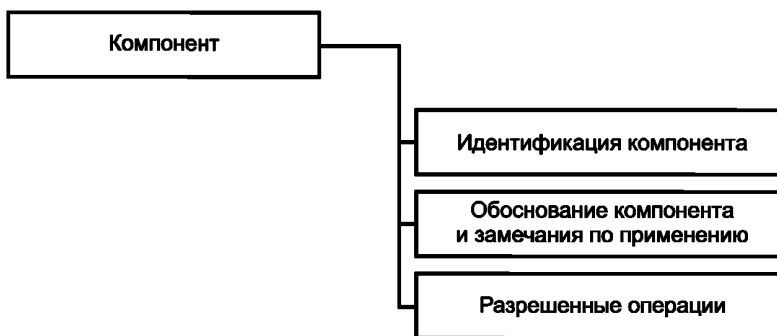 Компонент
Идентификация компонента
Обоснование компонента
и замечания по применению
Разрешенные операции